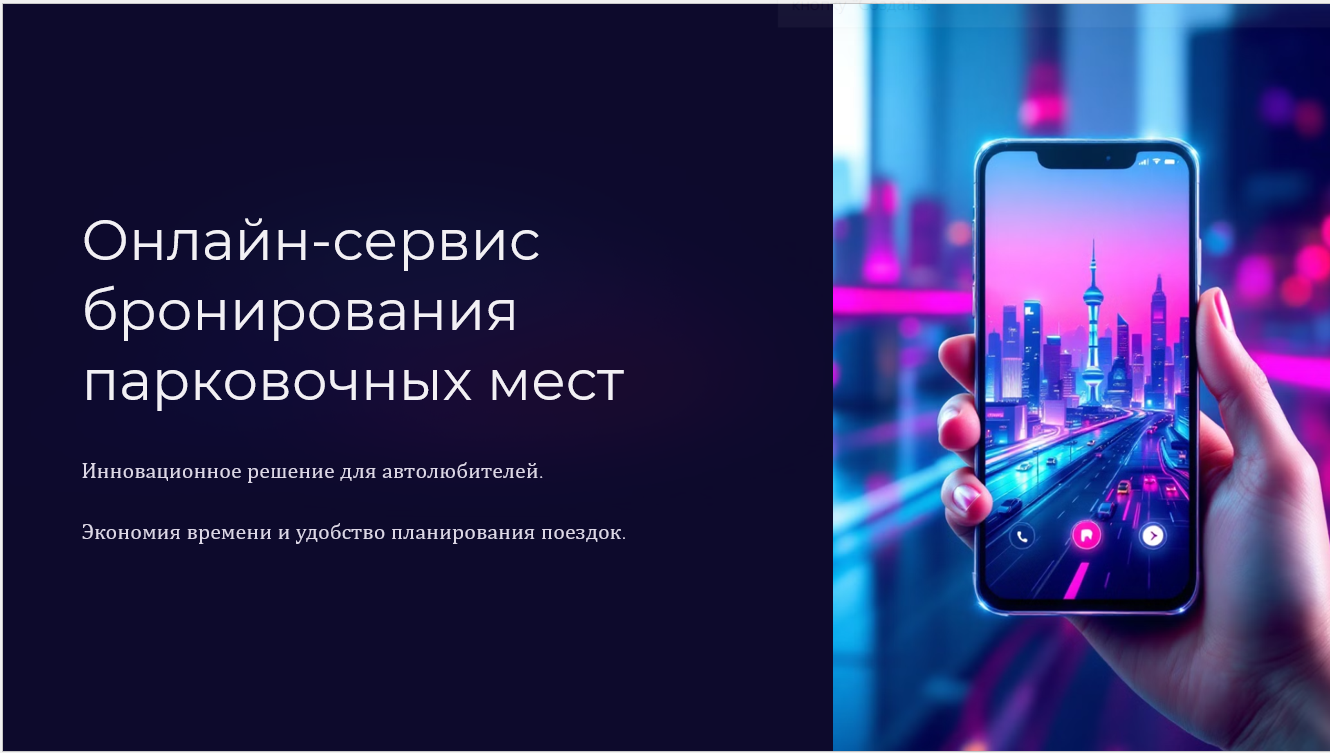 Онлайн-сервис
бронирования
парковочных мест
Инновационное решение для автолюбителей.
Экономия времени и удобство планирования поездок.